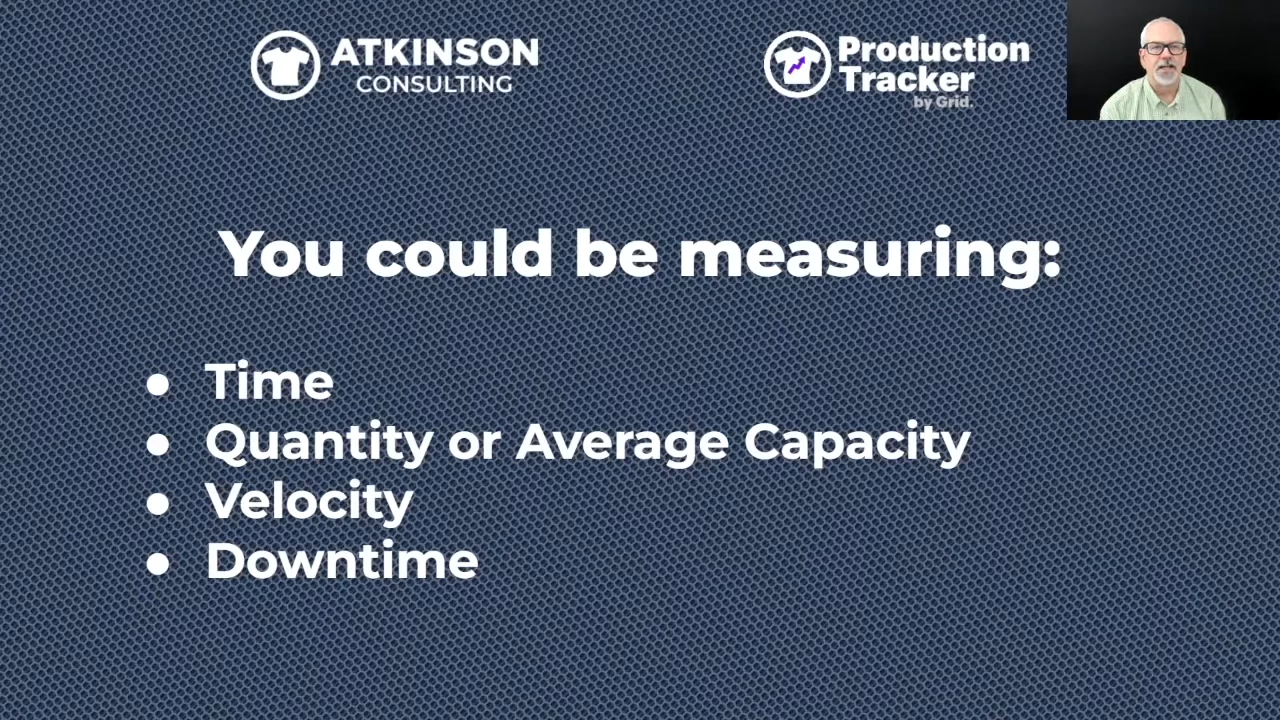 ATKINSON
CONSULTING
Production
Tracker
by Grid.
You could be measuring:
● Time
● Quantity or Average Capacity
● Velocity
● Downtime